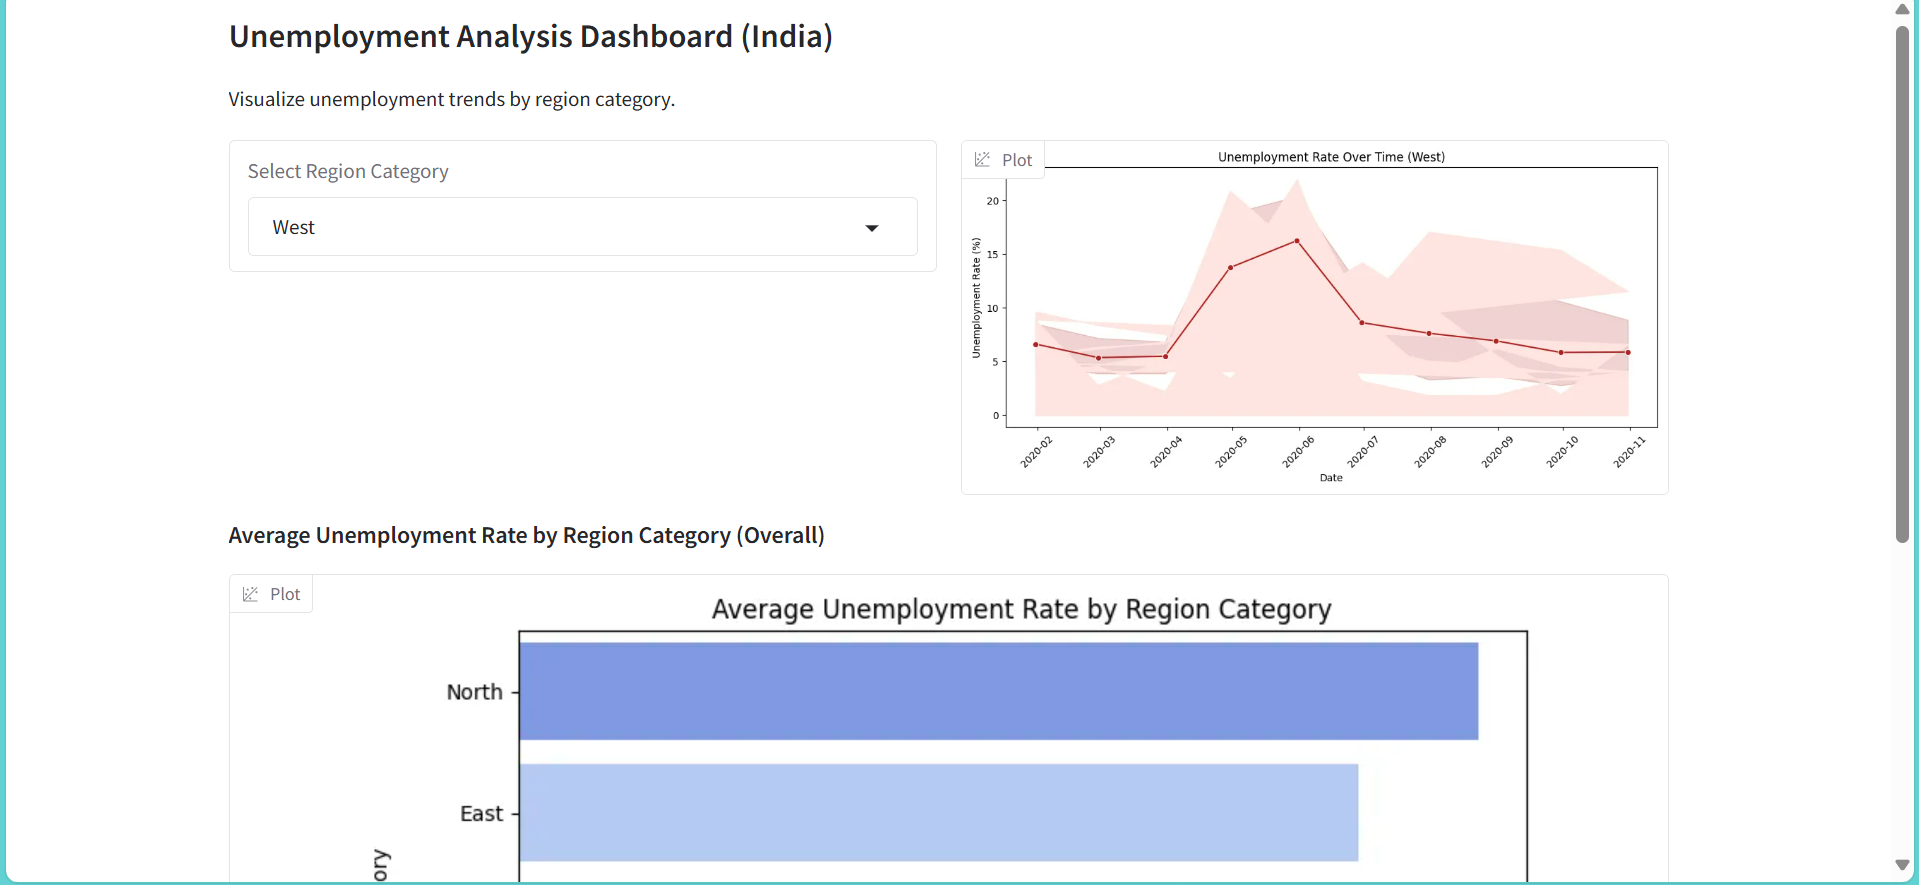 Unemployment Analysis Dashboard (India)
Visualize unemployment trends by region category.
Select Region Category
West
Plot
Unemployment Rate Over Time (West)
Unemployment Rate (%)
20
15
10
5
0
2020-02
2020-03
2020-04
2020-05
2020-06
2020-07
2020-08
2020-09
2020-10
2020-11
Date
Average Unemployment Rate by Region Category (Overall)
Plot
Average Unemployment Rate by Region Category
North
East
ory